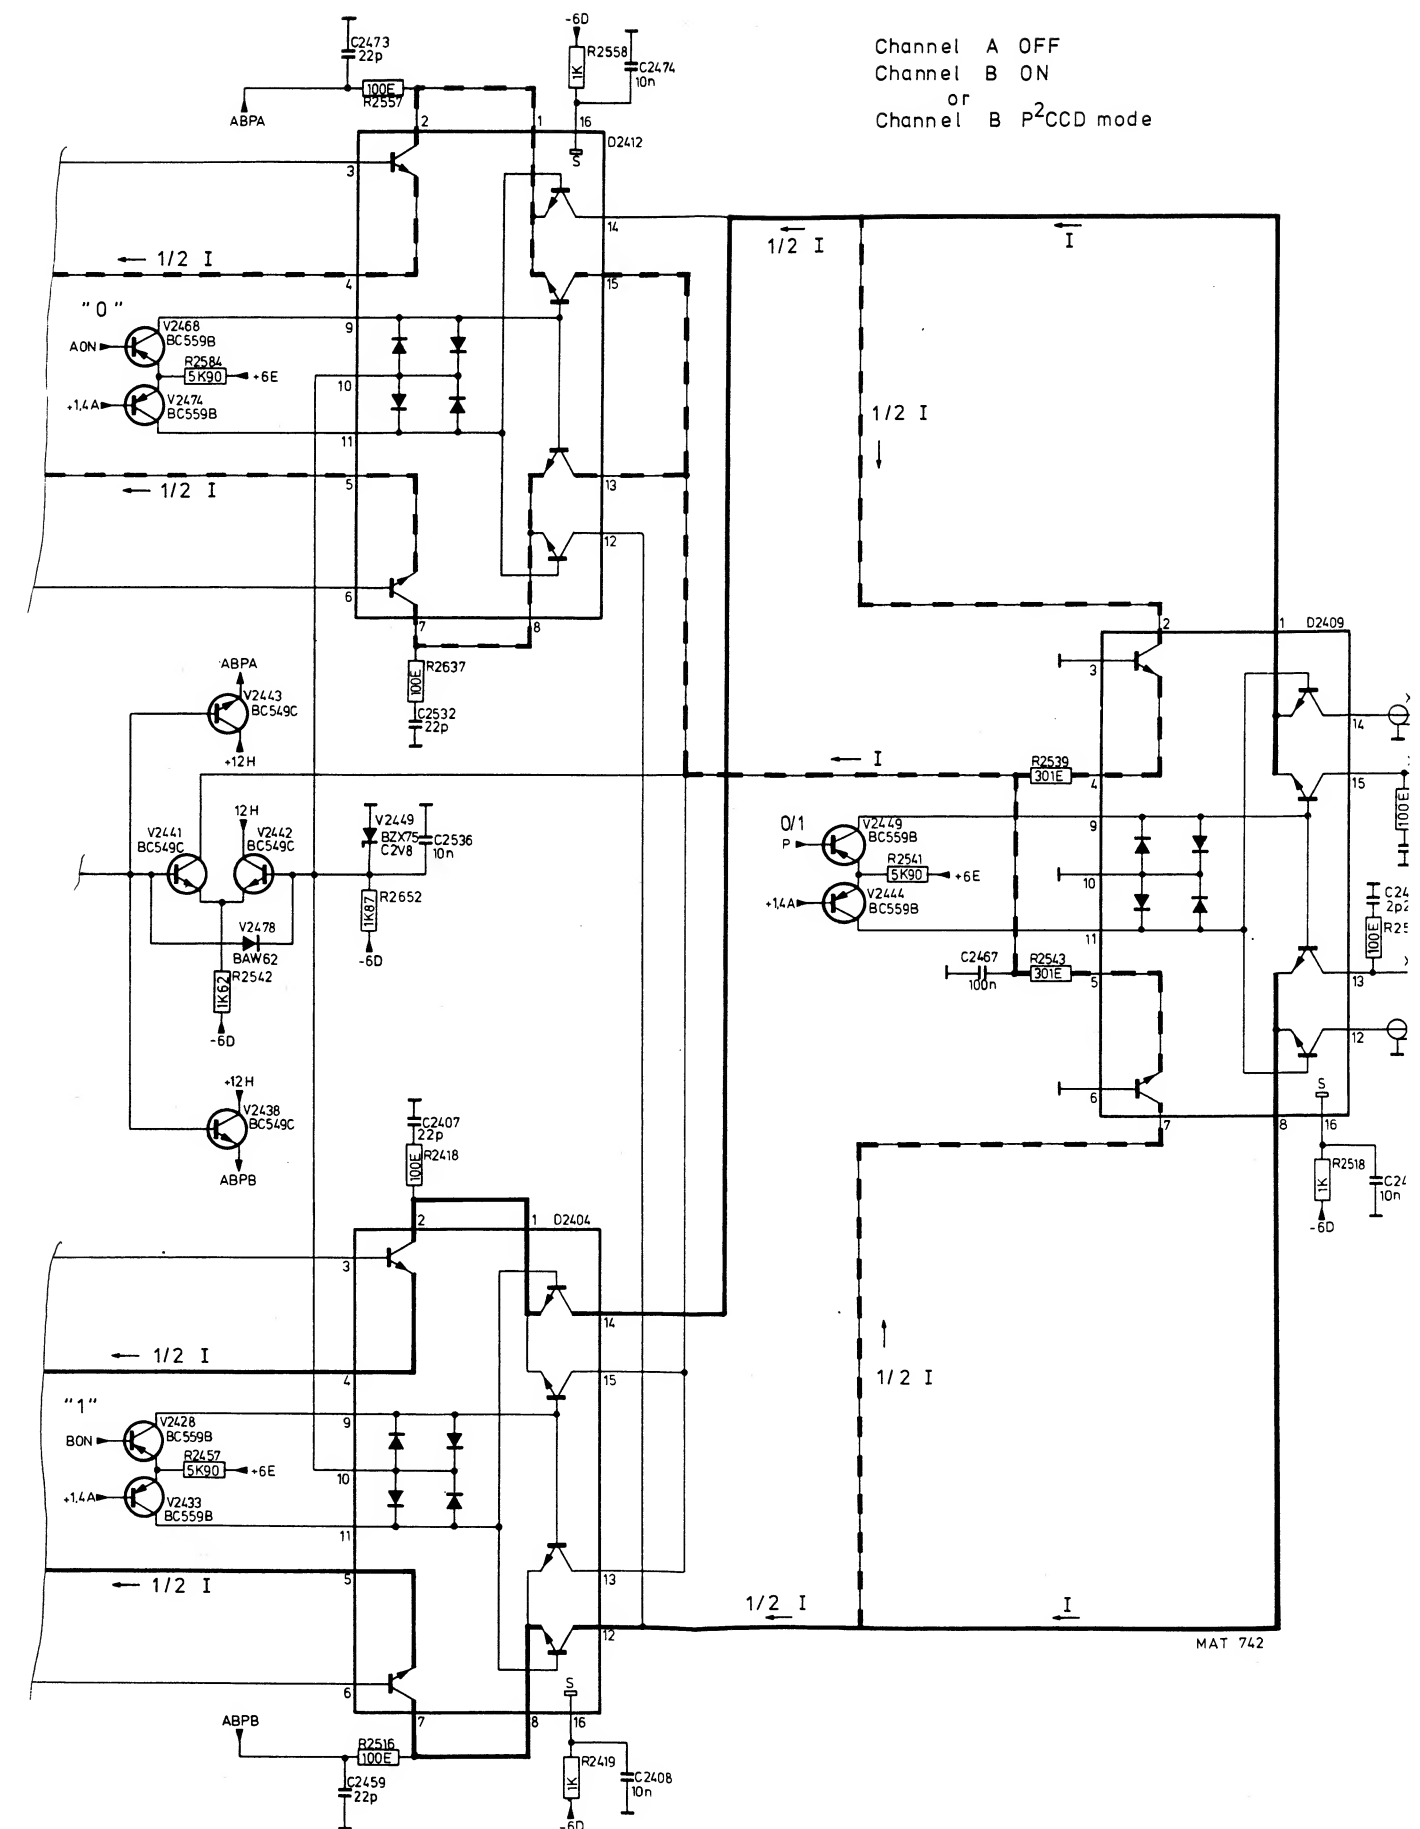 Channel A OFF
Channel B ON
or
Channel B P²CCD mode
-6D
C2473
22p
R2558
1K
C2474
10n
100E
R2557
ABPA
2
1
16
D2412
S
3
14
1/2 I
1/2 I
I
4
15
"0"
V2468
BC559B
9
AON
R2584
5K90
+6E
10
+1,4A
V2474
BC559B
11
1/2 I
5
13
1/2 I
12
6
7
8
2
1
D2409
ABPA
R2637
100E
3
V2443
BC549C
C2532
22p
14
+12H
I
R2539
301E
4
15
100E
12H
V2441
BC549C
V2442
BC549C
V2449
BZX75
C2V8
C2536
10n
0/1
P
V2449
BC559B
9
R2541
5K90
+6E
10
R2652
1K87
+1,4A
V2444
BC559B
C24
2p2
R25
100E
V2478
BAW62
11
-6D
R2542
1K62
C2467
100n
R2543
301E
5
13
-6D
12
+12H
6
S
V2438
BC549C
C2407
22p
7
8
16
R2418
100E
ABPB
R2518
1K
C24
10n
2
1
D2404
-6D
3
14
1/2 I
1/2 I
4
15
"1"
V2428
BC559B
9
BON
R2457
5K90
+6E
10
+1,4A
V2433
BC559B
11
5
13
1/2 I
1/2 I
I
12
MAT 742
6
S
7
8
16
ABPB
R2516
100E
R2419
1K
C2408
10n
C2459
22p
-6D